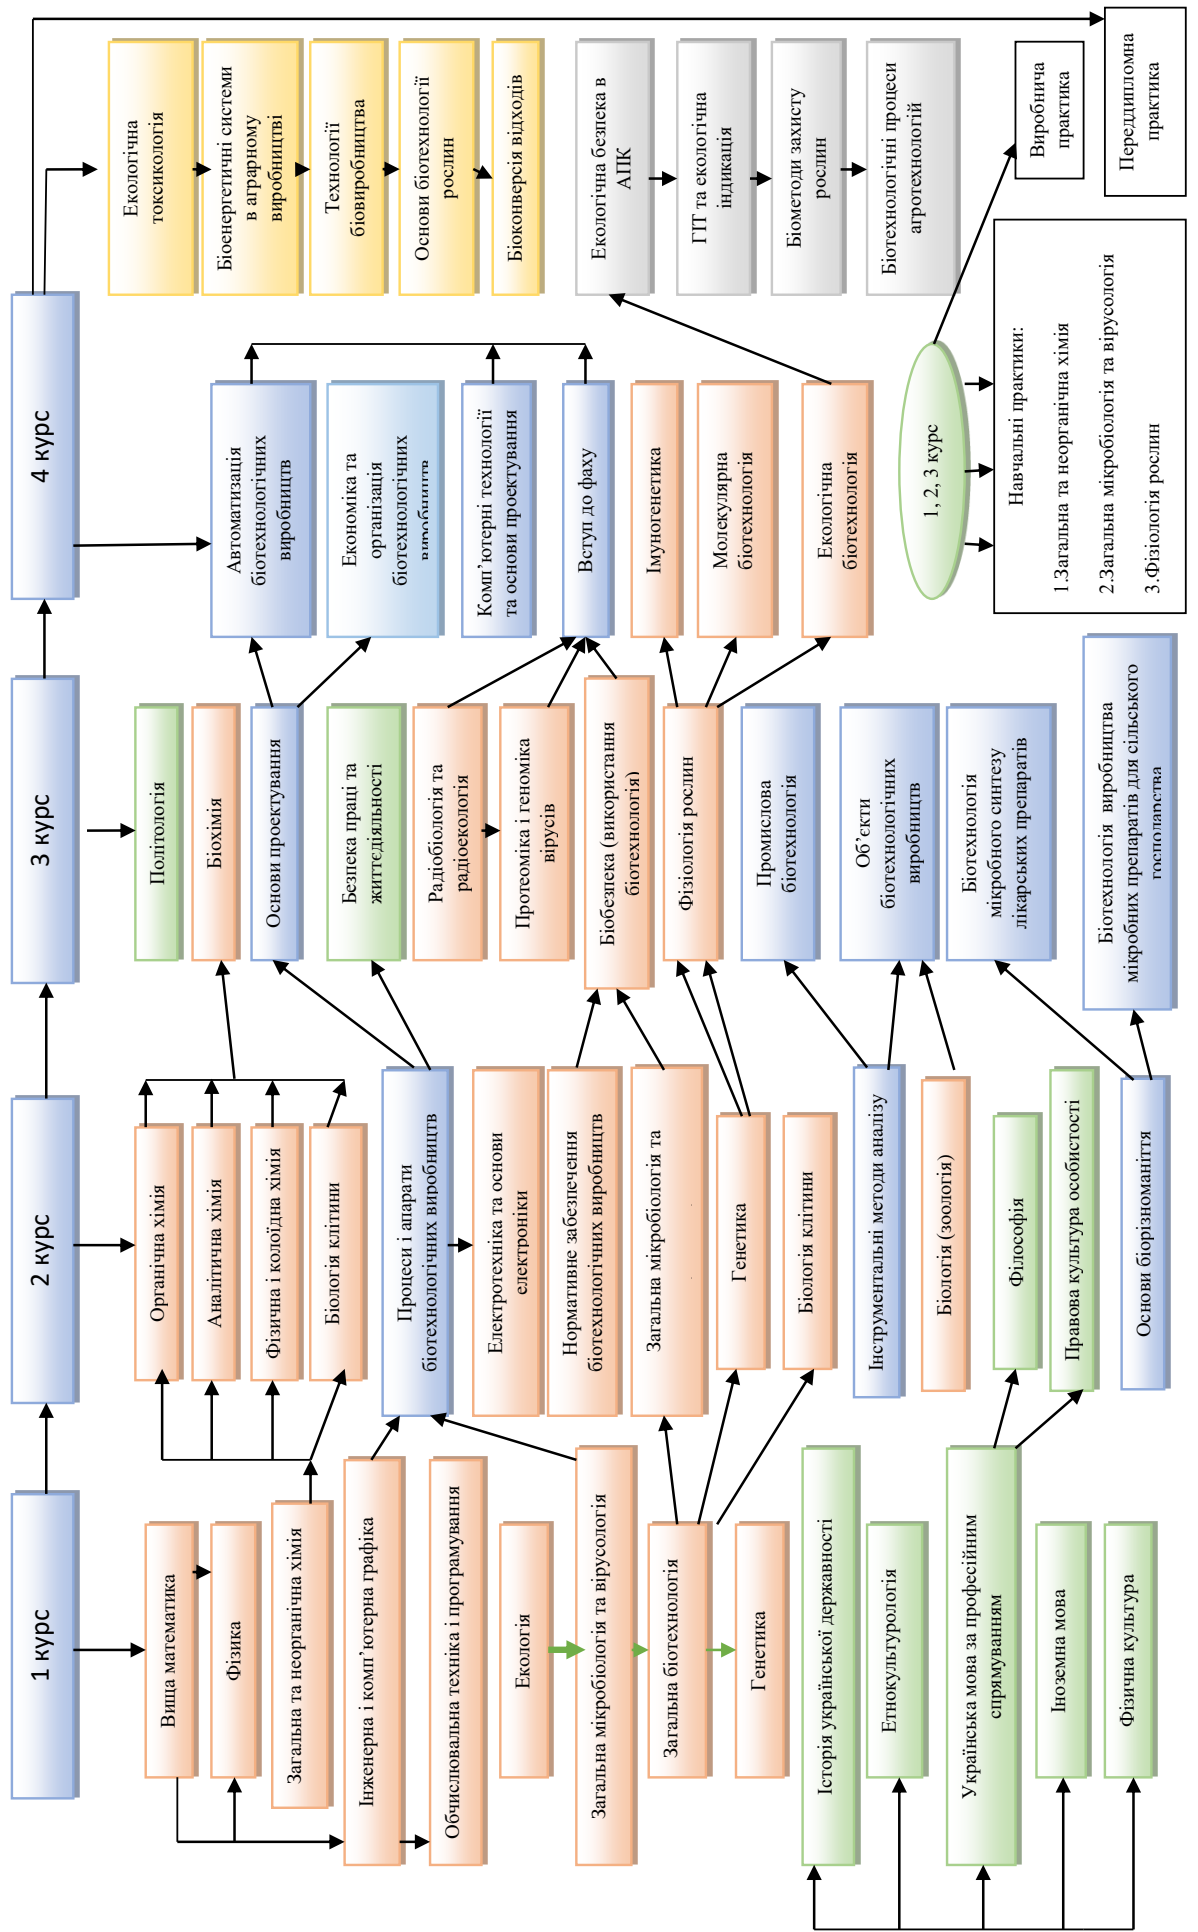 1 курс
2 курс
3 курс
4 курс
Вища математика
Фізика
Загальна та неорганічна хімія
Інженерна і комп’ютерна графіка
Обчислювальна техніка і програмування
Екологія
Загальна мікробіологія та вірусологія
Загальна біотехнологія
Генетика
Історія української державності
Етнокультурологія
Українська мова за професійним
спрямуванням
Іноземна мова
Фізична культура
Органічна хімія
Аналітична хімія
Фізична і колоїдна хімія
Біологія клітини
Процеси і апарати
біотехнологічних виробництв
Електротехніка та основи
електроніки
Нормативне забезпечення
біотехнологічних виробництв
Загальна мікробіологія та
Генетика
Біологія клітини
Інструментальні методи аналізу
Біологія (зоологія)
Філософія
Правова культура особистості
Основи біорізноманіття
Політологія
Біохімія
Основи проектування
Безпека праці та
життєдіяльності
Радіобіологія та
радіоекологія
Протеоміка і геноміка
вірусів
Біобезпека (використання
біотехнологія)
Фізіологія рослин
Промислова
біотехнологія
Об’єкти
біотехнологічних
виробництв
Біотехнологія
мікробного синтезу
лікарських препаратів
Біотехнологія виробництва
мікробних препаратів для сільського
господарства
Автоматизація
біотехнологічних
виробництв
Економіка та
організація
біотехнологічних
виробництв
Комп’ютерні технології
та основи проектування
Вступ до фаху
Імуногенетика
Молекулярна
біотехнологія
Екологічна
біотехнологія
Екологічна
токсикологія
Біоенергетичні системи
в аграрному
виробництві
Технології
біовиробництва
Основи біотехнології
рослин
Біоконверсія відходів
Екологічна безпека в
АПК
ГІТ та екологічна
індикація
Біометоди захисту
рослин
Біотехнологічні процеси
агротехнологій
1, 2, 3 курс
Навчальні практики:
1.Загальна та неорганічна хімія
2.Загальна мікробіологія та вірусологія
3.Фізіологія рослин
Виробнича
практика
Переддипломна
практика